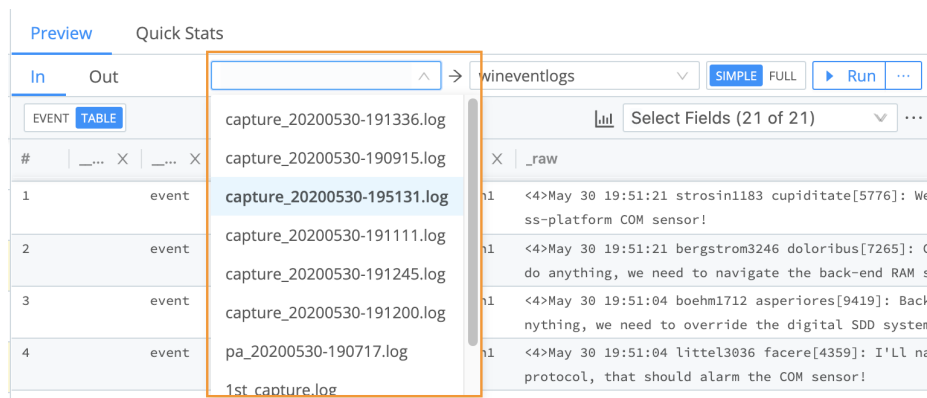 Preview Quick Stats
In Out wineventlogs SIMPLE FULL Run ...
EVENT TABLE Select Fields (21 of 21) ...
# __... X __... X X _raw
capture_20200530-191336.log
capture_20200530-190915.log
capture_20200530-195131.log
capture_20200530-191111.log
capture_20200530-191245.log
capture_20200530-191200.log
pa_20200530-190717.log
1st_capture.log
1 event n1 <4>May 30 19:51:21 strosin1183 cupiditate[5776]: We
ss-platform COM sensor!
2 event n1 <4>May 30 19:51:21 bergstrom3246 doloribus[7265]:
do anything, we need to navigate the back-end RAM s
3 event n1 <4>May 30 19:51:04 boehm1712 asperiores[9419]: Back
nything, we need to override the digital SDD system
4 event n1 <4>May 30 19:51:04 littel3036 facere[4359]: I'Ll na
protocol, that should alarm the COM sensor!